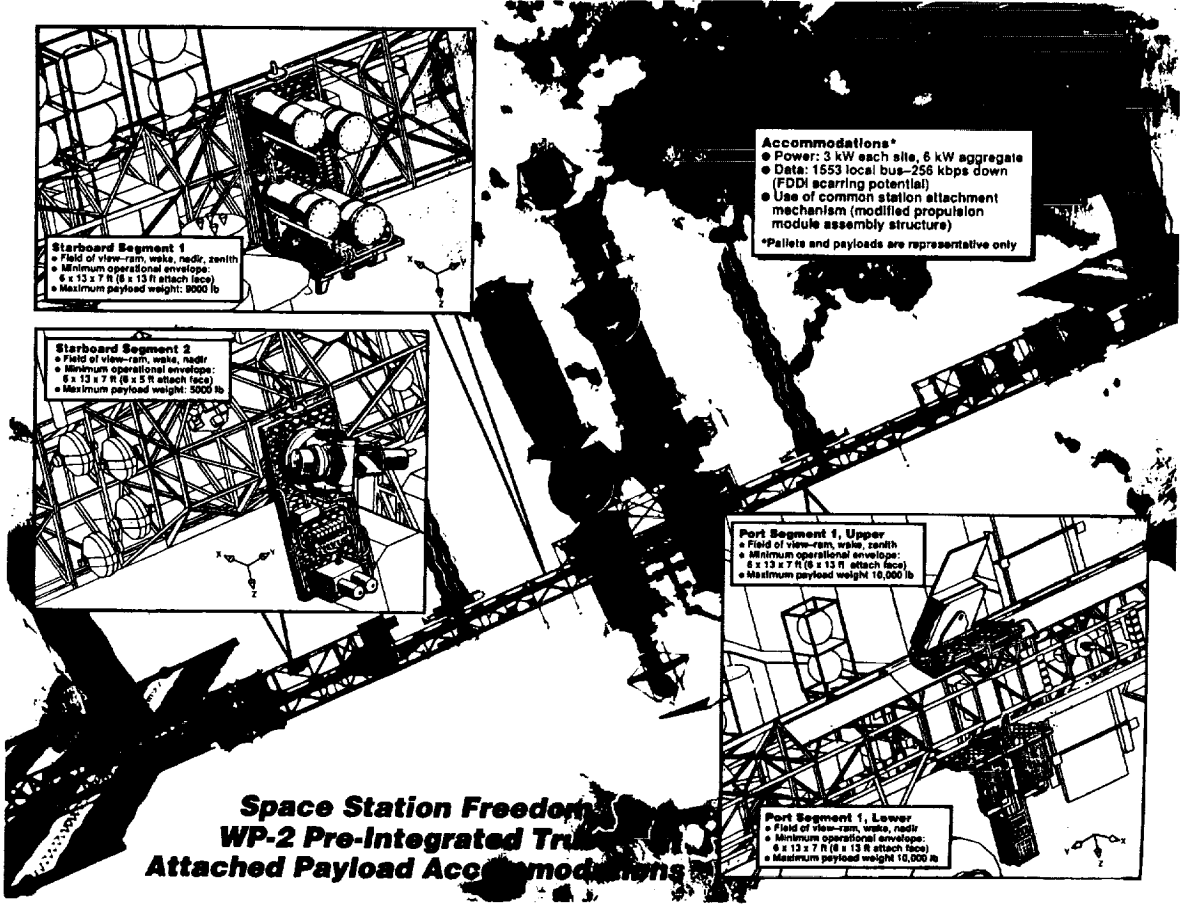 Starboard Segment 1
● Field of view–ram, wake, nadir, zenith
● Minimum operational envelope:
6 x 13 x 7 ft (6 x 13 ft attach face)
● Maximum payload weight: 9000 lb
Accommodations*
● Power: 3 kW each site, 6 kW aggregate
● Data: 1553 local bus–256 kbps down
(FDDI scarring potential)
● Use of common station attachment
mechanism (modified propulsion
module assembly structure)
*Pallets and payloads are representative only
X Y
Z
Starboard Segment 2
● Field of view–ram, wake, nadir
● Minimum operational envelope:
6 x 13 x 7 ft (6 x 5 ft attach face)
● Maximum payload weight: 5000 lb
X Y
Z
Port Segment 1, Upper
● Field of view–ram, wake, zenith
● Minimum operational envelope:
6 x 13 x 7 ft (6 x 13 ft attach face)
● Maximum payload weight 10,000 lb
Port Segment 1, Lower
● Field of view–ram, wake, nadir
● Minimum operational envelope:
6 x 13 x 7 ft (6 x 13 ft attach face)
● Maximum payload weight 10,000 lb
Y X
Z
Space Station Freedom
WP-2 Pre-Integrated Truss
Attached Payload Accommodations